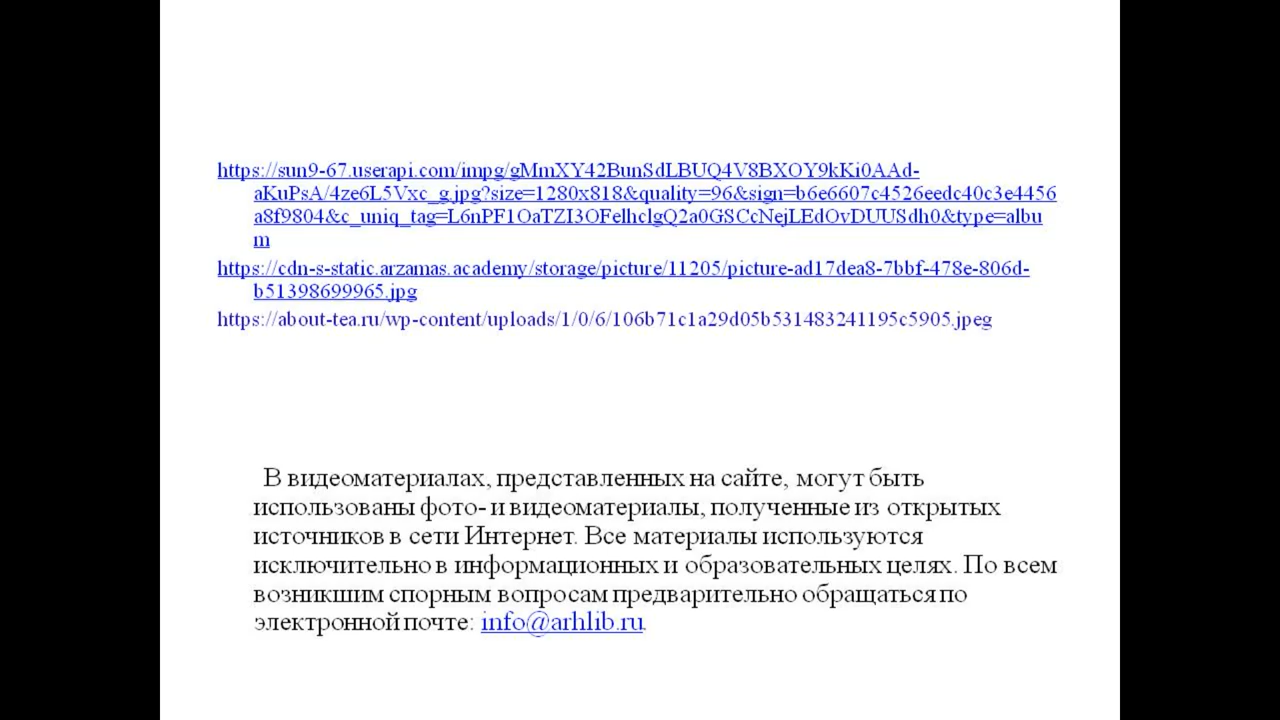 https://sun9-67.userapi.com/impg/gMmXY42BunSdLBUQ4V8BXOY9kKi0AAd-
aKuPsA/4ze6L5Vxc_g.jpg?size=1280x818&quality=96&sign=b6e6607c4526eedc40c3e4456
a8f9804&c_uniq_tag=L6nPF1OaTZI3OFelhclgQ2a0GSCcNejLEdOvDUUSdh0&type=albu
m
https://cdn-s-static.arzamas.academy/storage/picture/11205/picture-ad17dea8-7bbf-478e-806d-
b51398699965.jpg
https://about-tea.ru/wp-content/uploads/1/0/6/106b71c1a29d05b531483241195c5905.jpeg
В видеоматериалах, представленных на сайте, могут быть
использованы фото- и видеоматериалы, полученные из открытых
источников в сети Интернет. Все материалы используются
исключительно в информационных и образовательных целях. По всем
возникшим спорным вопросам предварительно обращаться по
электронной почте: info@arhlib.ru.